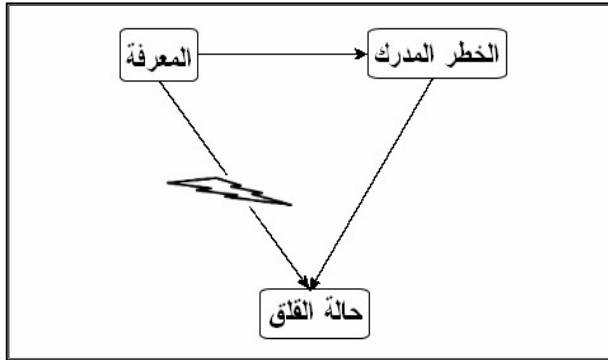 الخطر المدرك
المعرفة
حالة القلق